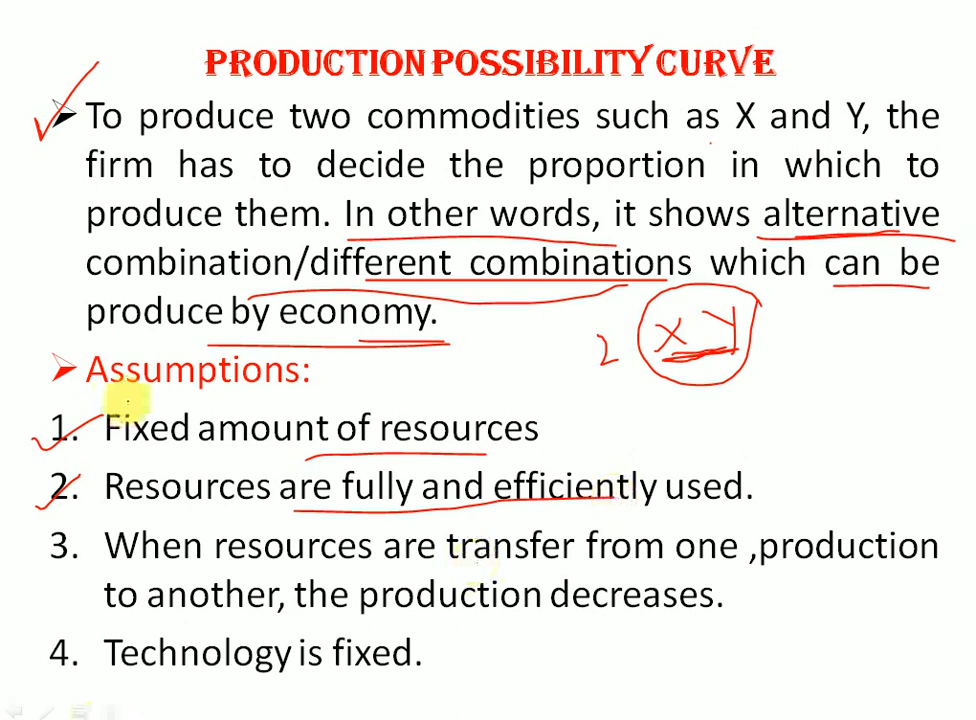 PRODUCTION POSSIBILITY CURVE
To produce two commodities such as X and Y, the
firm has to decide the proportion in which to
produce them. In other words, it shows alternative
combination/different combinations which can be
produce by economy.
2 X Y
Assumptions:
1. Fixed amount of resources
2. Resources are fully and efficiently used.
3. When resources are transfer from one ,production
to another, the production decreases.
4. Technology is fixed.